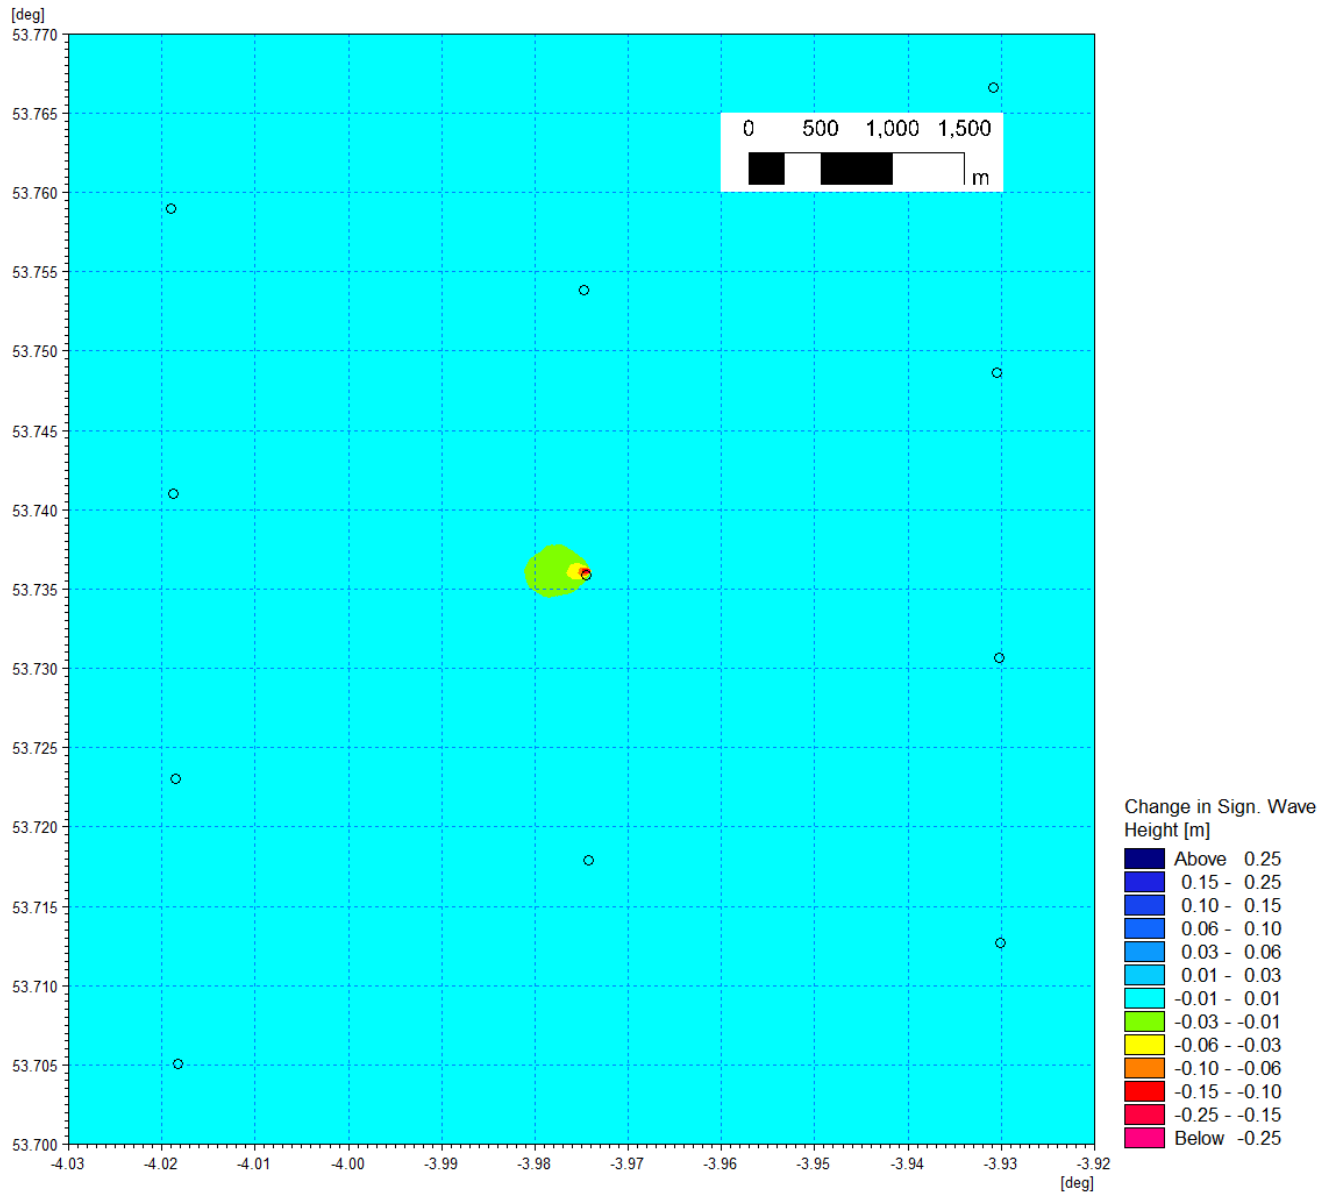 [deg]
53.770
53.765
53.760
53.755
53.750
53.745
53.740
53.735
53.730
53.725
53.720
53.715
53.710
53.705
53.700
0 500 1,000 1,500
m
-4.03 -4.02 -4.01 -4.00 -3.99 -3.98 -3.97 -3.96 -3.95 -3.94 -3.93 -3.92
[deg]
Change in Sign. Wave
Height [m]
Above 0.25
0.15 - 0.25
0.10 - 0.15
0.06 - 0.10
0.03 - 0.06
0.01 - 0.03
-0.01 - 0.01
-0.03 - -0.01
-0.06 - -0.03
-0.10 - -0.06
-0.15 - -0.10
-0.25 - -0.15
Below -0.25